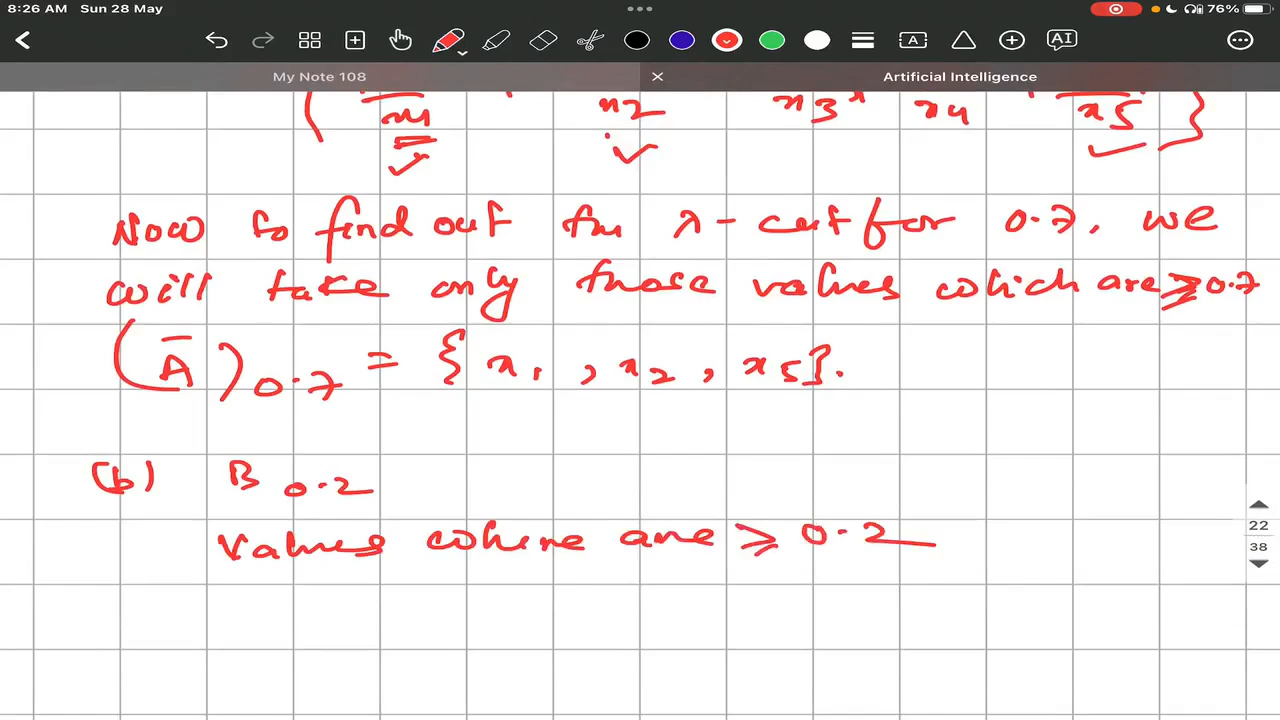 8:26 AM Sun 28 May
76%
My Note 108
Artificial Intelligence
x1 x2 x3 x4 x5
Now to find out the λ-cut for 0.7, we
will take only those values which are ≥ 0.7
(A̅)0.7 = {x1, x2, x5}.
(b) B 0.2
values where are ≥ 0.2
22
38